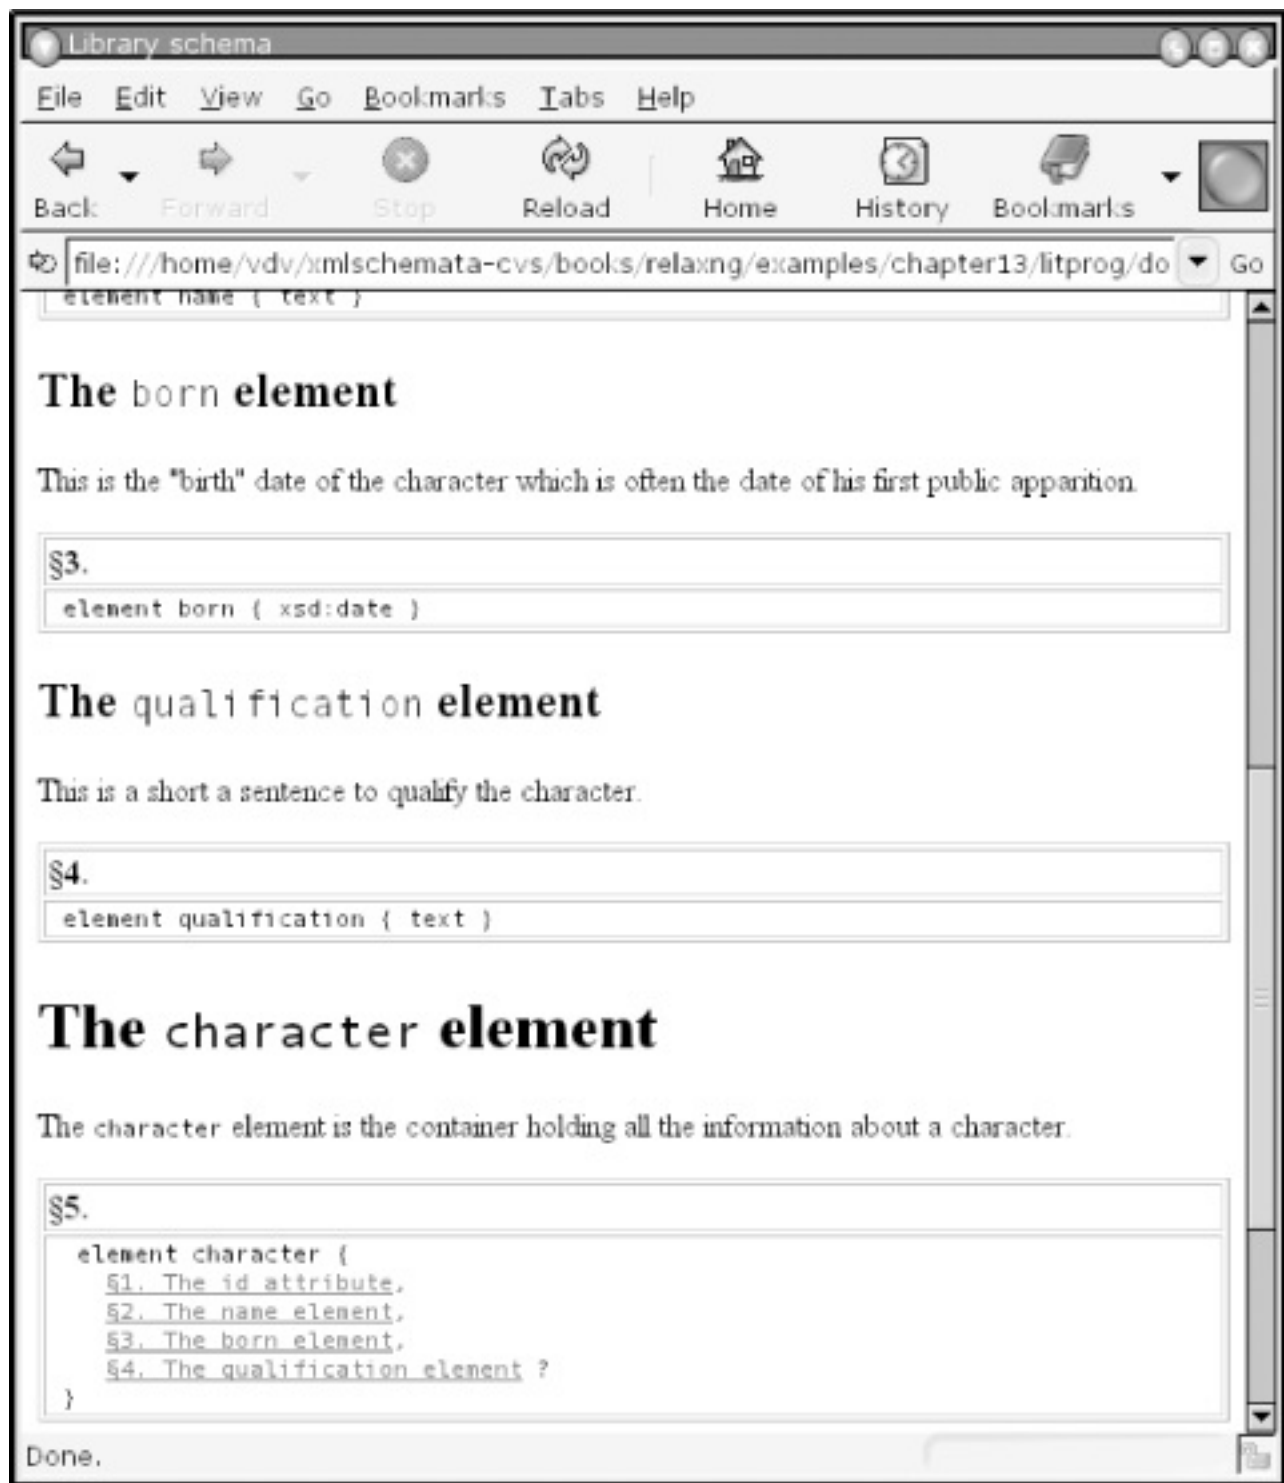 Library schema
File Edit View Go Bookmarks Tabs Help
Back Forward Stop Reload Home History Bookmarks
file:///home/vdv/xmlschemata-cvs/books/relaxng/examples/chapter13/litprog/do Go
element name { text }
The born element
This is the "birth" date of the character which is often the date of his first public apparition.
§3.
element born { xsd:date }
The qualification element
This is a short a sentence to qualify the character.
§4.
element qualification { text }
The character element
The character element is the container holding all the information about a character.
§5.
element character {
§1. The id attribute,
§2. The name element,
§3. The born element,
§4. The qualification element ?
}
Done.